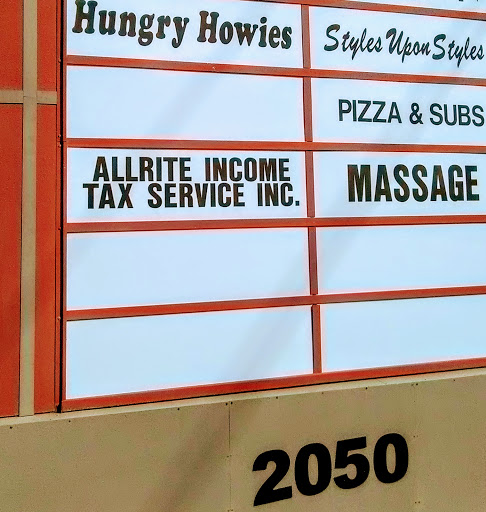 Hungry Howies
Styles Upon Styles
PIZZA & SUBS
ALLRITE INCOME
TAX SERVICE INC.
MASSAGE
2050